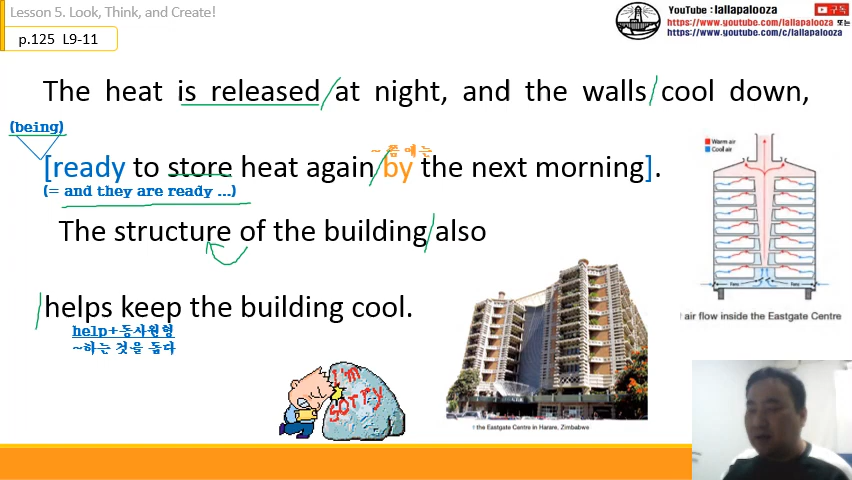 Lesson 5. Look, Think, and Create!
YouTube : lallapalooza
구독
https://www.youtube.com/lallapalooza 또는
https://www.youtube.com/c/lallapalooza
p.125 L9-11
The heat is released at night, and the walls cool down,
(being)
~ 쯤 에는
[ready to store heat again by the next morning].
(= and they are ready ...)
The structure of the building also
helps keep the building cool.
help+동사원형
~하는 것을 돕다
Warm air
Cool air
Fans
Fans
air flow inside the Eastgate Centre
I'm
SORRY
the Eastgate Centre in Harare, Zimbabwe